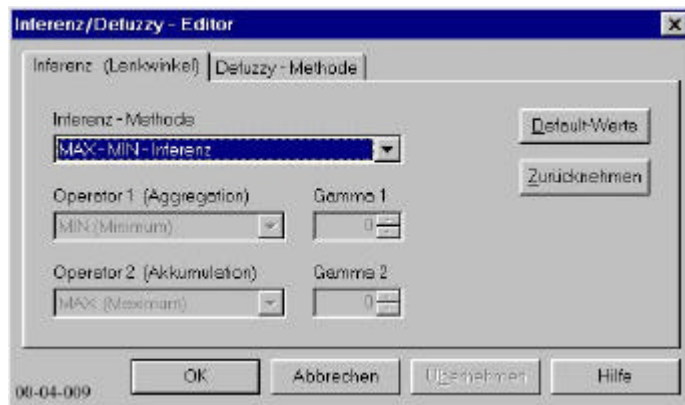 Inferenz/Defuzzy - Editor
Inferenz (Lenkwinkel)
Defuzzy - Methode
Inferenz - Methode
MAX - MIN - Inferenz
Default-Werte
Zurücknehmen
Operator 1 (Aggregation)
Gamma 1
MIN (Minimum)
0
Operator 2 (Akkumulation)
Gamma 2
MAX (Maximum)
0
OK
Abbrechen
Übernehmen
Hilfe
00-04-009